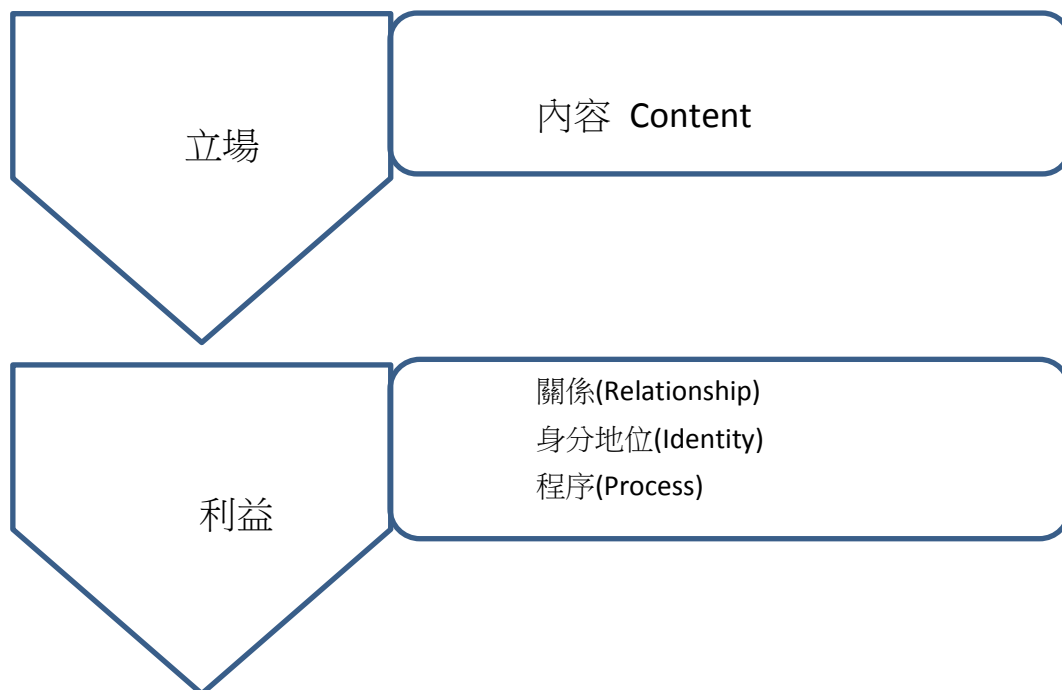 立場
內容 Content
利益
關係(Relationship)
身分地位(Identity)
程序(Process)